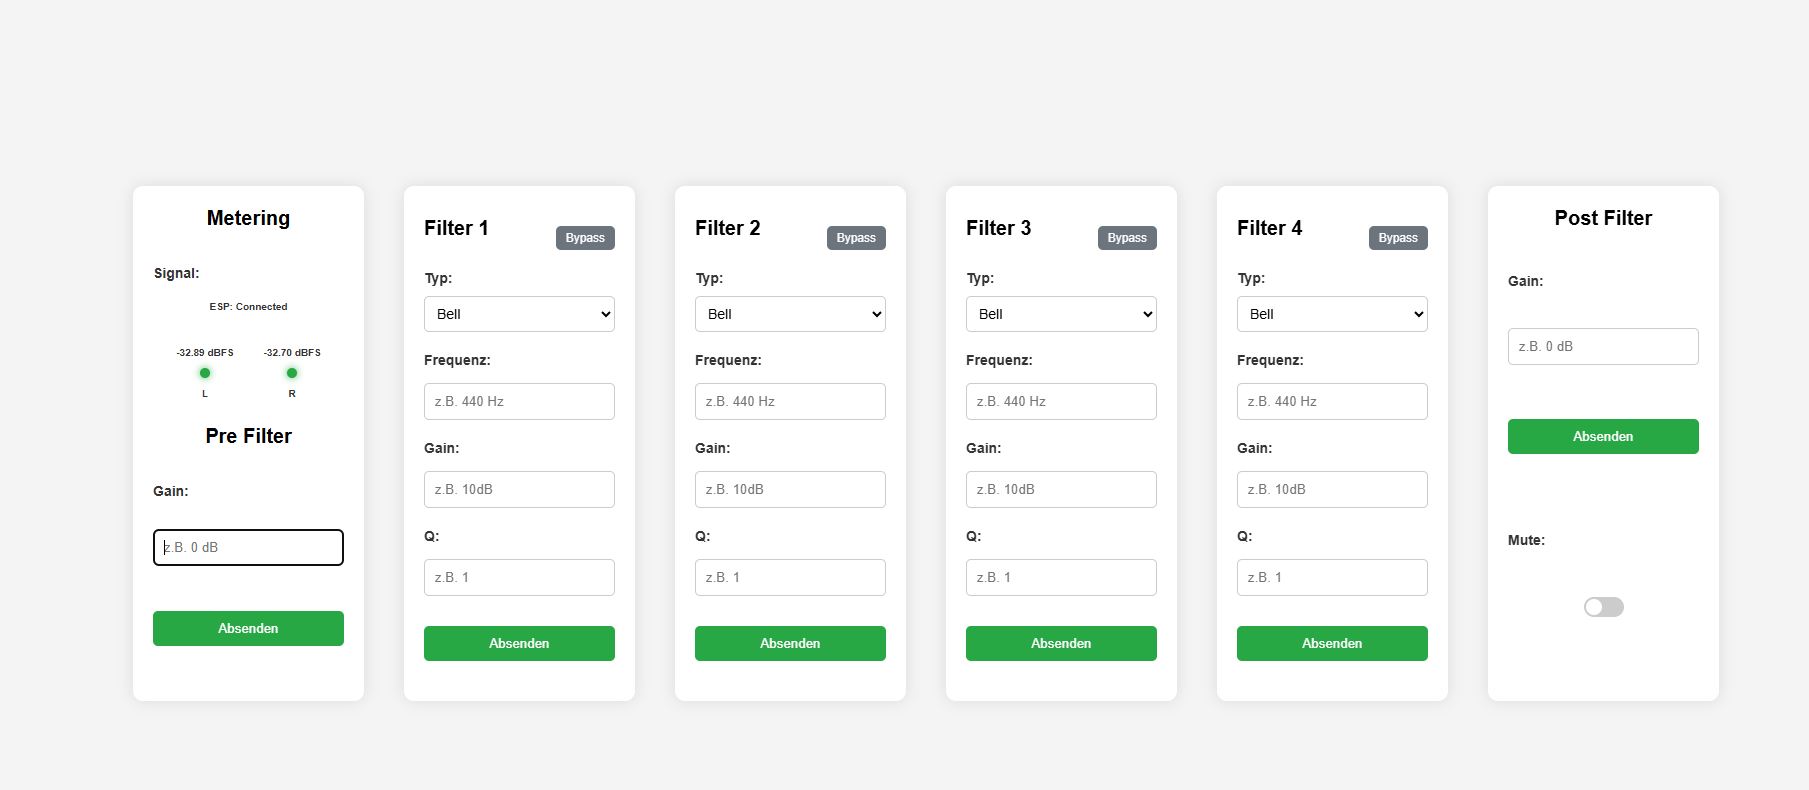 Metering
Signal:
ESP: Connected
-32.89 dBFS -32.70 dBFS
L R
Pre Filter
Gain:
z.B. 0 dB
Absenden
Filter 1 Bypass
Typ:
Bell
Frequenz:
z.B. 440 Hz
Gain:
z.B. 10dB
Q:
z.B. 1
Absenden
Filter 2 Bypass
Typ:
Bell
Frequenz:
z.B. 440 Hz
Gain:
z.B. 10dB
Q:
z.B. 1
Absenden
Filter 3 Bypass
Typ:
Bell
Frequenz:
z.B. 440 Hz
Gain:
z.B. 10dB
Q:
z.B. 1
Absenden
Filter 4 Bypass
Typ:
Bell
Frequenz:
z.B. 440 Hz
Gain:
z.B. 10dB
Q:
z.B. 1
Absenden
Post Filter
Gain:
z.B. 0 dB
Absenden
Mute: